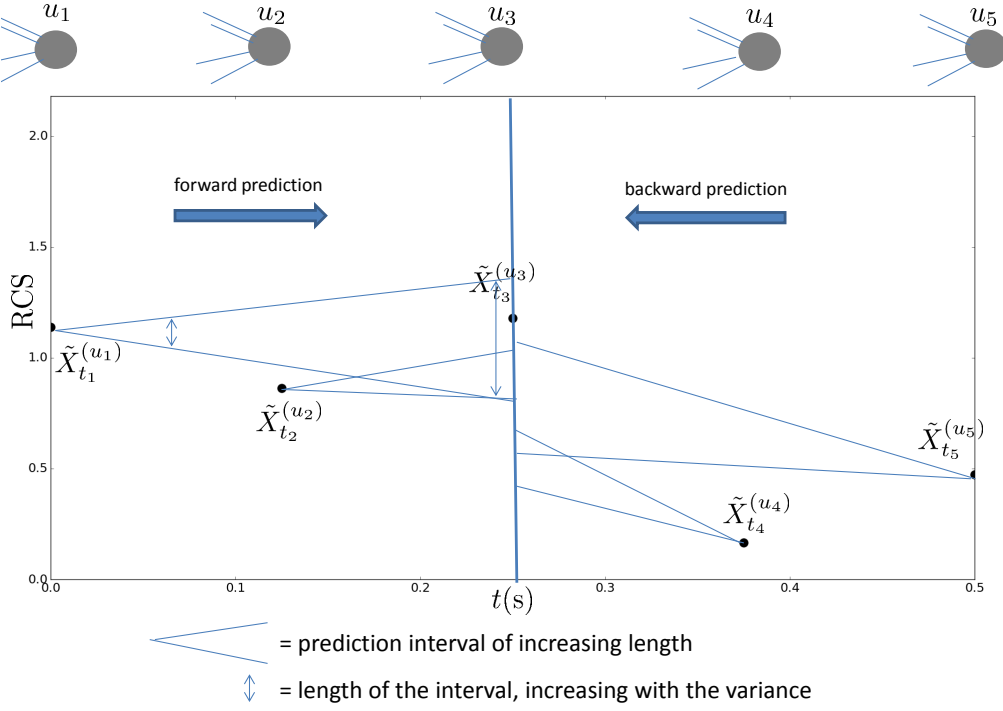 u₁ u₂ u₃ u₄ u₅
2.0
forward prediction
backward prediction
1.5
X̃_{t₃}^{(u₃)}
RCS
X̃_{t₁}^{(u₁)}
1.0
X̃_{t₂}^{(u₂)}
X̃_{t₅}^{(u₅)}
0.5
X̃_{t₄}^{(u₄)}
0.0
0.0 0.1 0.2 0.3 0.4 0.5
t(s)
= prediction interval of increasing length
= length of the interval, increasing with the variance